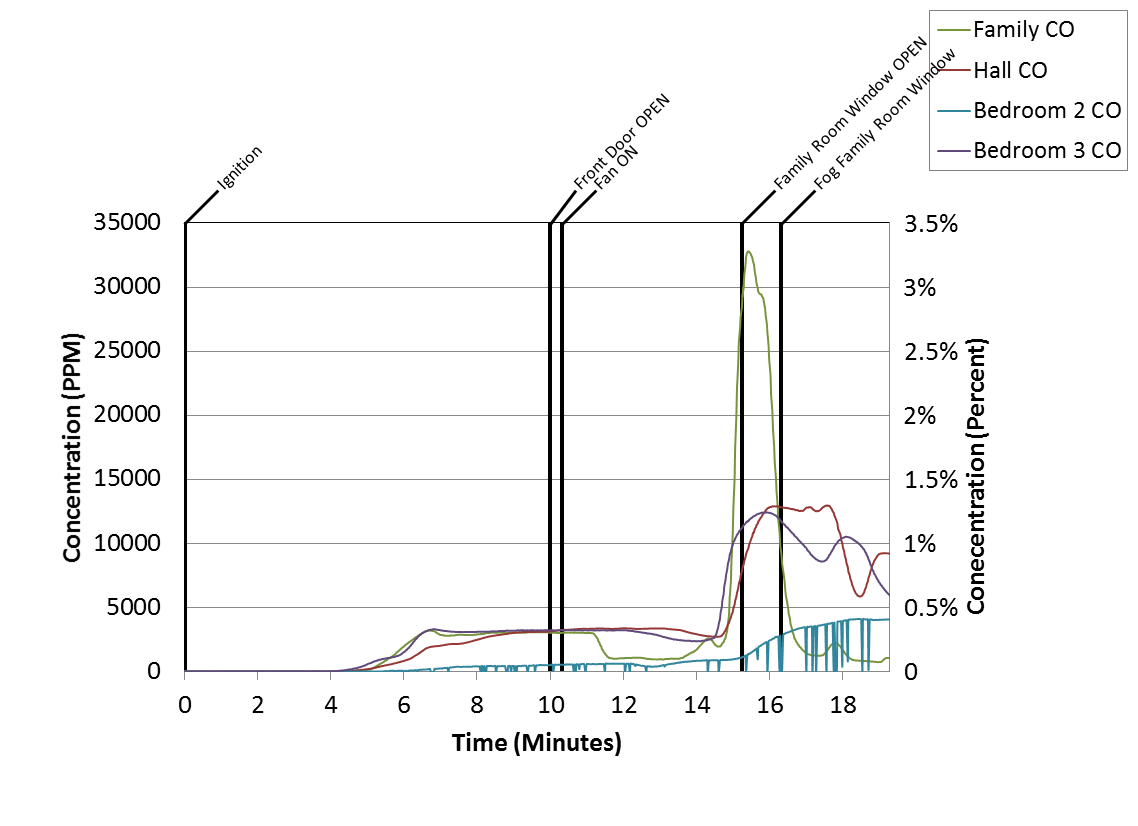 Family CO
Hall CO
Bedroom 2 CO
Bedroom 3 CO
Ignition
Front Door OPEN
Fan ON
Family Room Window OPEN
Fog Family Room Window
35000
30000
25000
20000
15000
10000
5000
0
Concentration (PPM)
3.5%
3%
2.5%
2%
1.5%
1%
0.5%
0
Conecentration (Percent)
0 2 4 6 8 10 12 14 16 18
Time (Minutes)